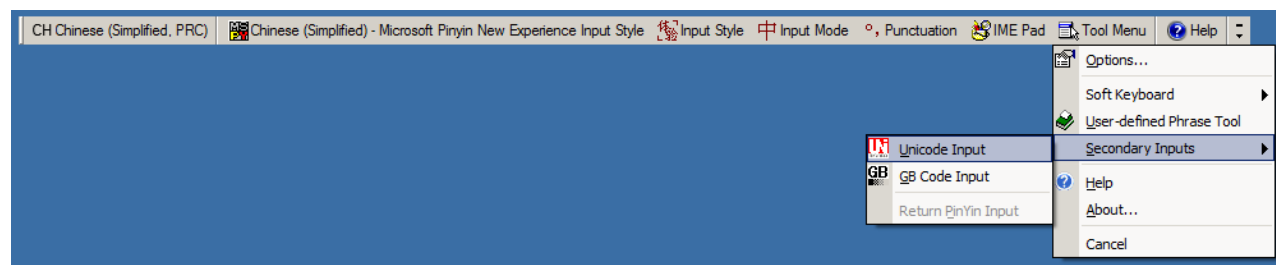 CH Chinese (Simplified, PRC) Chinese (Simplified) - Microsoft Pinyin New Experience Input Style Input Style 中 Input Mode °, Punctuation IME Pad Tool Menu Help
Options...
Soft Keyboard
User-defined Phrase Tool
Secondary Inputs
Help
About...
Cancel
Unicode Input
GB GB Code Input
Return PinYin Input